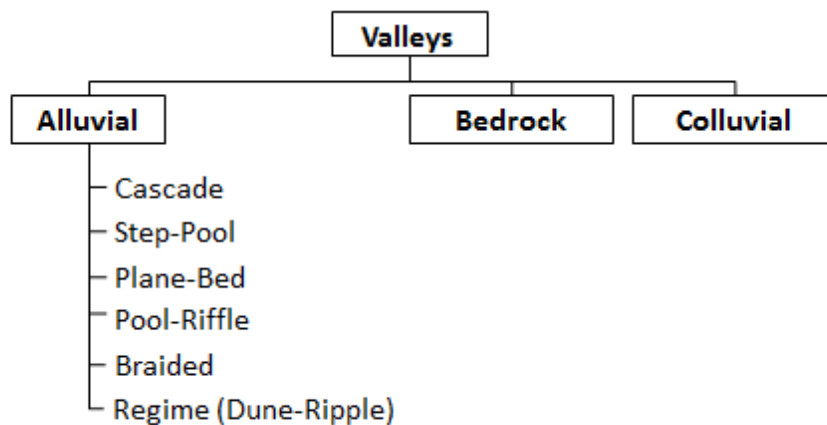 Valleys
Alluvial
Bedrock
Colluvial
Cascade
Step-Pool
Plane-Bed
Pool-Riffle
Braided
Regime (Dune-Ripple)